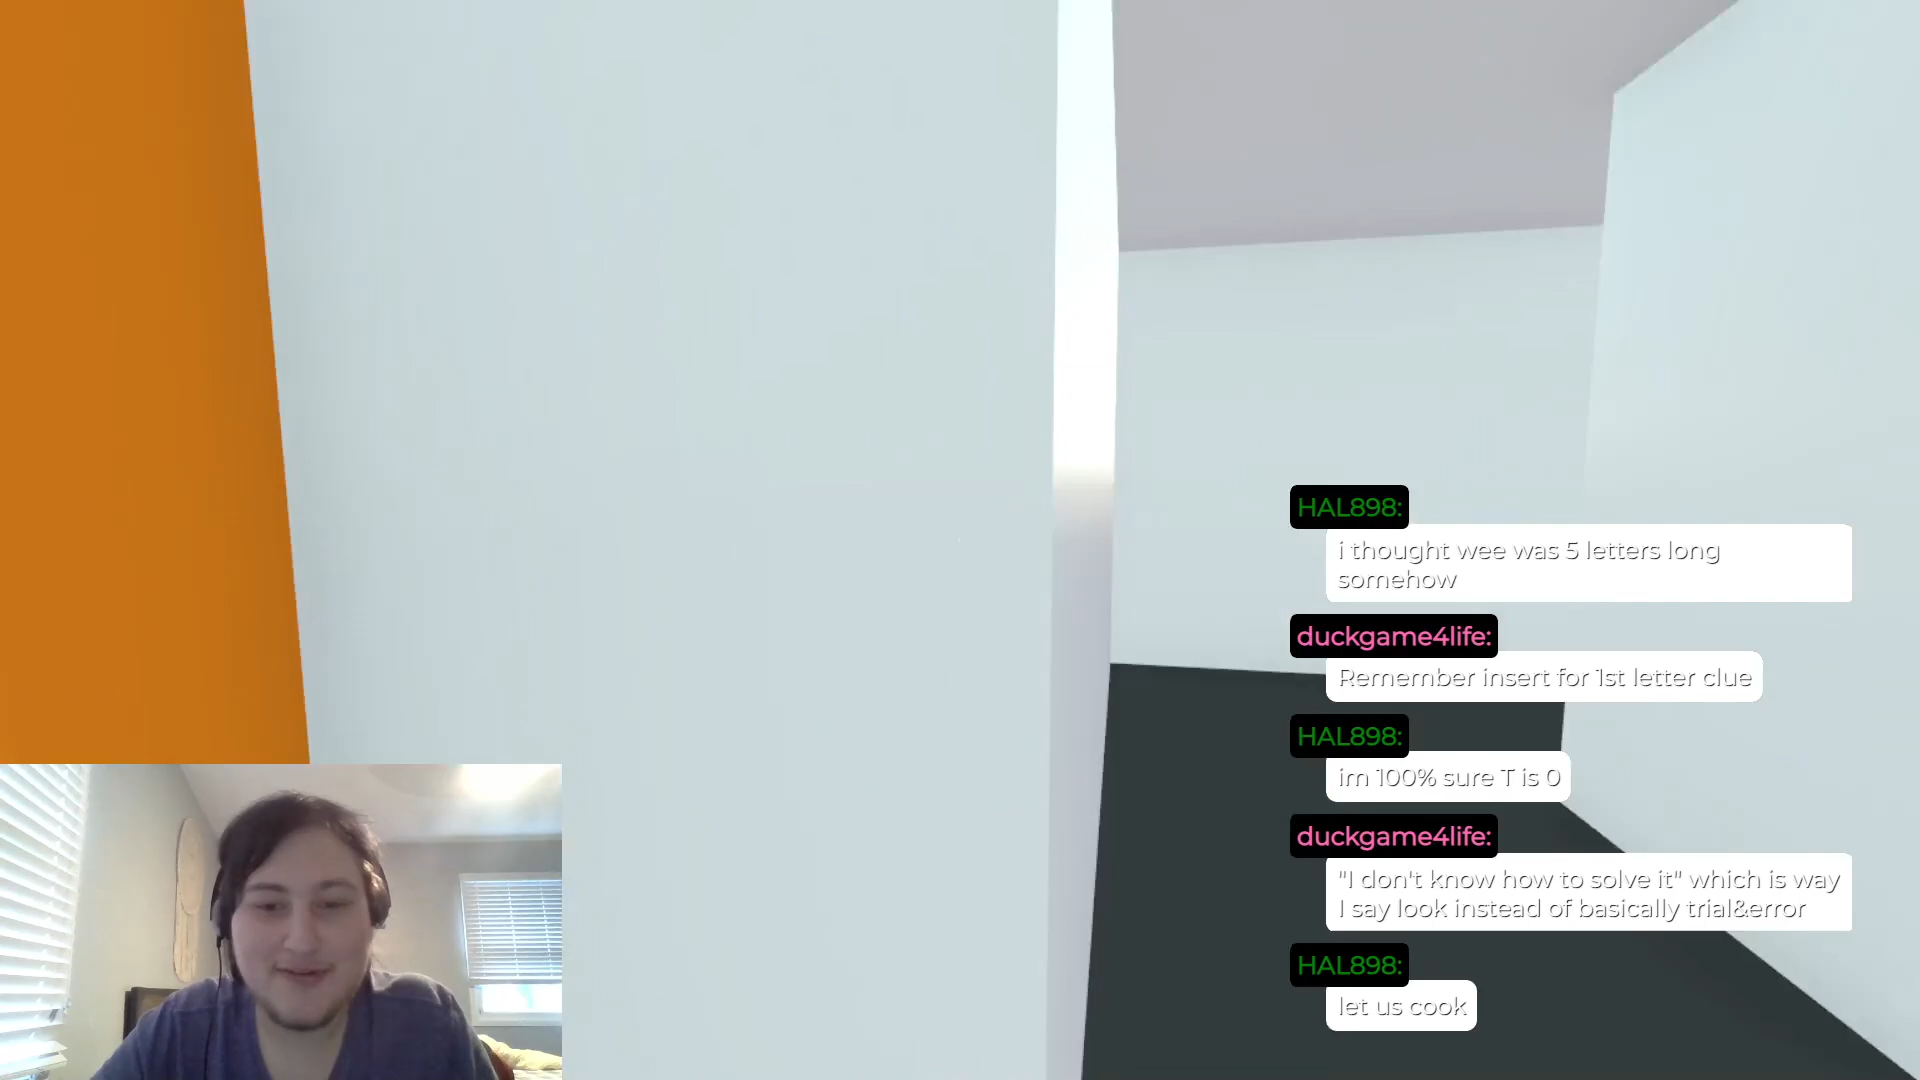 HAL898:
i thought wee was 5 letters long
somehow
duckgame4life:
Remember insert for 1st letter clue
HAL898:
im 100% sure T is 0
duckgame4life:
"I don't know how to solve it" which is way
I say look instead of basically trial&error
HAL898:
let us cook